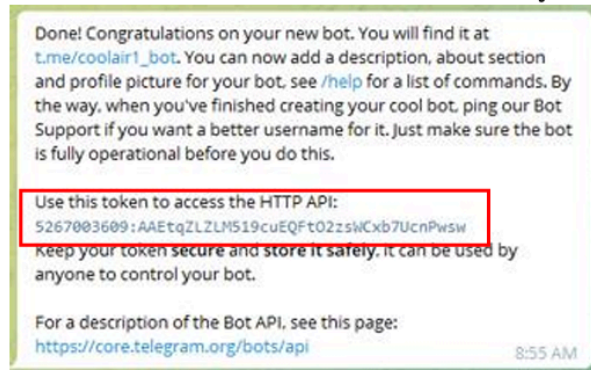 Done! Congratulations on your new bot. You will find it at
t.me/coolair1_bot. You can now add a description, about section
and profile picture for your bot, see /help for a list of commands. By
the way, when you've finished creating your cool bot, ping our Bot
Support if you want a better username for it. Just make sure the bot
is fully operational before you do this.
Use this token to access the HTTP API:
5267003609:AAEtqZLZLM519cuEQFtO2zsWCxb7UcnPwsw
Keep your token secure and store it safely, it can be used by
anyone to control your bot.
For a description of the Bot API, see this page:
https://core.telegram.org/bots/api
8:55 AM